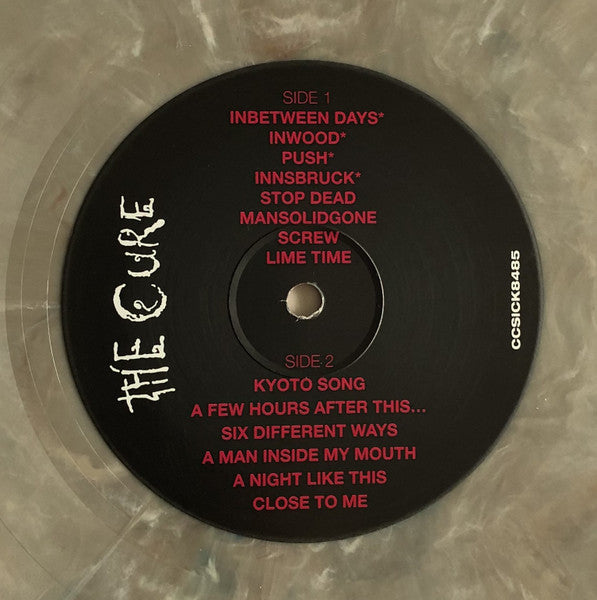 THE CURE
SIDE 1
INBETWEEN DAYS*
INWOOD*
PUSH*
INNSBRUCK*
STOP DEAD
MANSOLIDGONE
SCREW
LIME TIME
SIDE 2
KYOTO SONG
A FEW HOURS AFTER THIS...
SIX DIFFERENT WAYS
A MAN INSIDE MY MOUTH
A NIGHT LIKE THIS
CLOSE TO ME
CCSICK8485